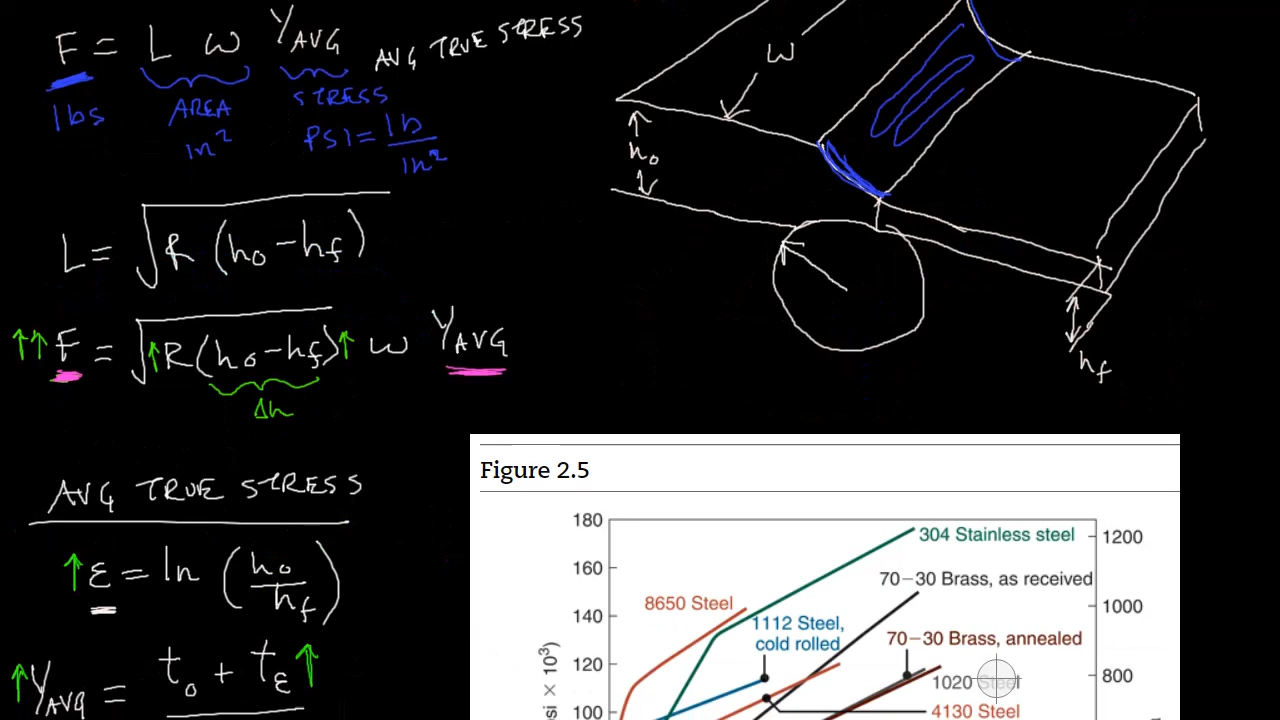 F = L w Y_AVG AVG TRUE STRESS
lbs AREA in² STRESS PSI = lb/in²
L = √R (h₀ - h_f)
↑↑ F = √↑R (h₀ - h_f) ↑ w Y_AVG
Δh
AVG TRUE STRESS
↑ ε = ln (h₀/h_f)
↑ Y_AVG = t₀ + t_ε ↑
w
h₀
h_f
Figure 2.5
180
160
140
120
100
psi × 10³)
304 Stainless steel
70–30 Brass, as received
8650 Steel
1112 Steel,
cold rolled
70–30 Brass, annealed
1020 Steel
4130 Steel
1200
1000
800